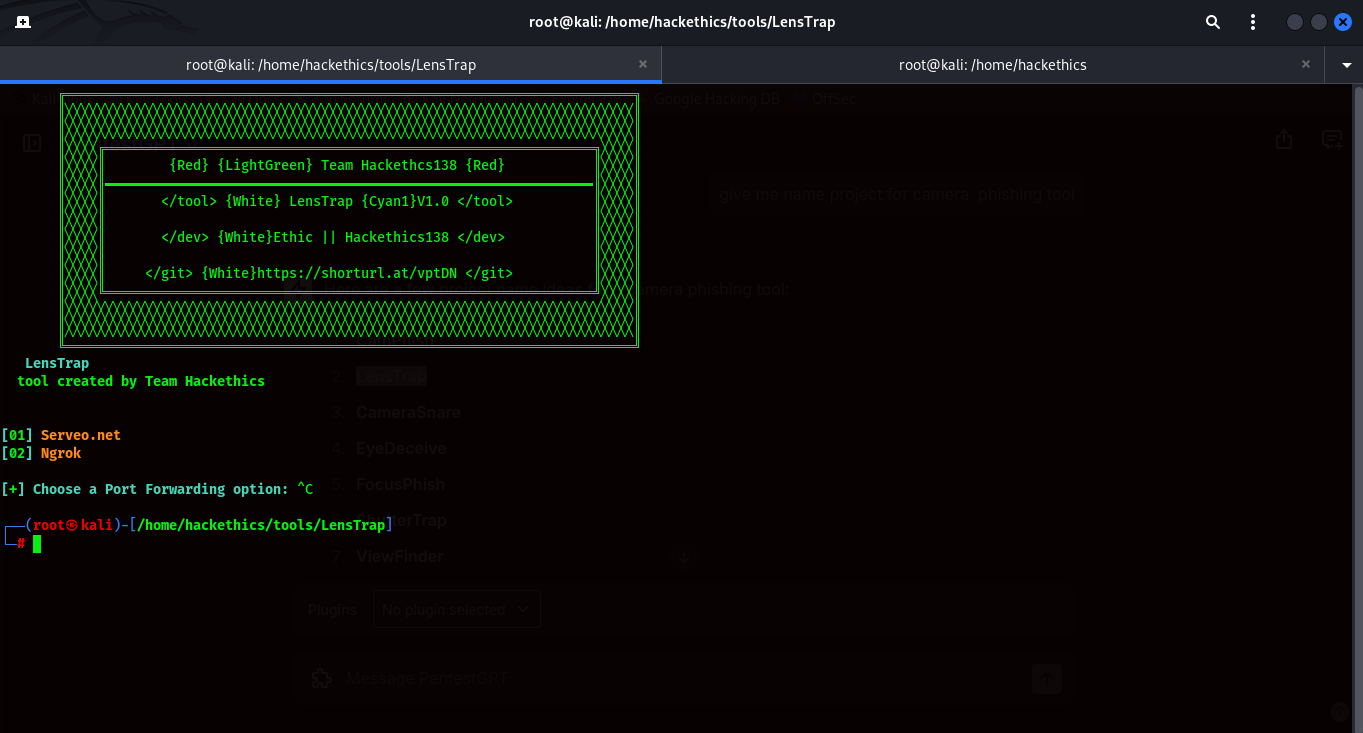 root@kali: /home/hackethics/tools/LensTrap
root@kali: /home/hackethics/tools/LensTrap × root@kali: /home/hackethics ×
Kali Google Hacking DB OffSec
give me name project for camera phishing tool
{Red} {LightGreen} Team Hackethcs138 {Red}
</tool> {White} LensTrap {Cyan1}V1.0 </tool>
</dev> {White}Ethic || Hackethics138 </dev>
</git> {White}https://shorturl.at/vptDN </git>
camera phishing tool:
LensTrap
tool created by Team Hackethics
2. LensTrap
3. CameraSnare
[01] Serveo.net
4. EyeDeceive
[02] Ngrok
5. FocusPhish
[+] Choose a Port Forwarding option: ^C
┌──(root㉿kali)-[/home/hackethics/tools/LensTrap]
└─#
7. ViewFinder
Plugins No plugin selected
Message PentestGPT